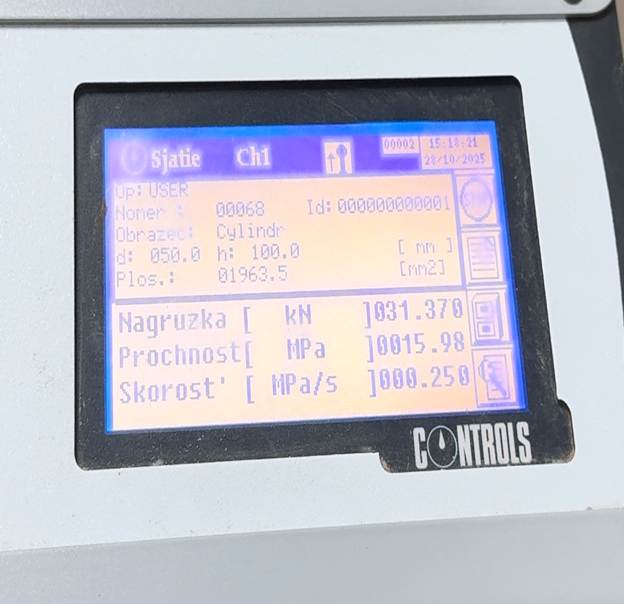 Sjatie Ch1 00002 15:18:21
28/10/2025
Op: USER
Nomer : 00068 Id:000000000001
Obrazec: Cylindr
d: 050.0 h: 100.0 [ mm ]
Plos.: 01963.5 [mm2]
Nagruzka [ kN ]031.370
Prochnost[ MPa ]0015.98
Skorost' [ MPa/s ]000.250
CONTROLS